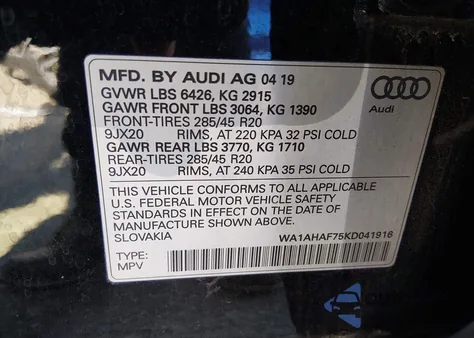 MFD. BY AUDI AG 04 19
GVWR LBS 6426, KG 2915
GAWR FRONT LBS 3064, KG 1390
FRONT-TIRES 285/45 R20
9JX20 RIMS, AT 220 KPA 32 PSI COLD
GAWR REAR LBS 3770, KG 1710
REAR-TIRES 285/45 R20
9JX20 RIMS, AT 240 KPA 35 PSI COLD
Audi
THIS VEHICLE CONFORMS TO ALL APPLICABLE
U.S. FEDERAL MOTOR VEHICLE SAFETY
STANDARDS IN EFFECT ON THE DATE OF
MANUFACTURE SHOWN ABOVE.
SLOVAKIA WA1AHAF75KD041916
TYPE:
MPV